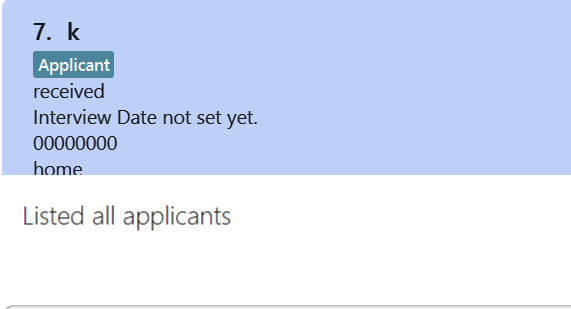 7. k
Applicant
received
Interview Date not set yet.
00000000
home
Listed all applicants